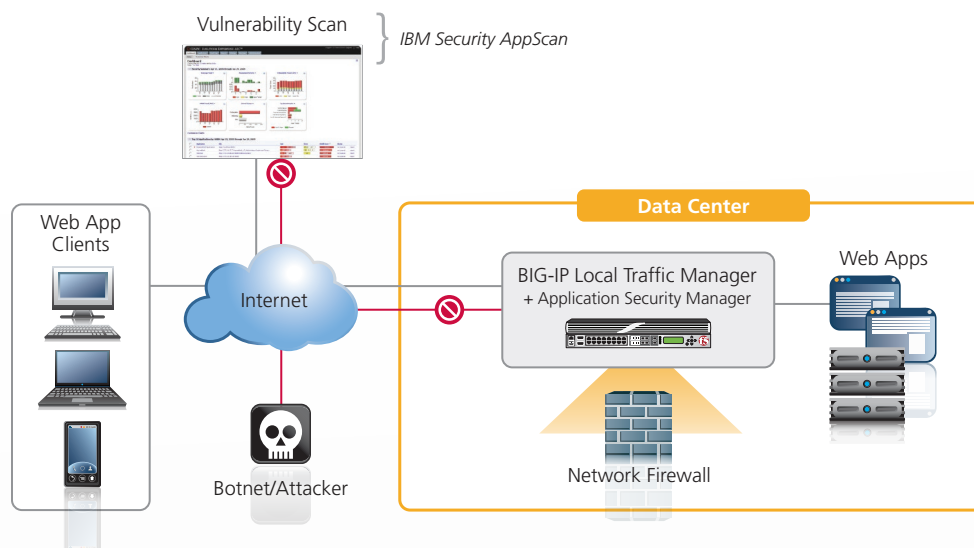 Vulnerability Scan
IBM Security AppScan
Web App
Clients
Internet
Botnet/Attacker
Data Center
BIG-IP Local Traffic Manager
+ Application Security Manager
Network Firewall
Web Apps